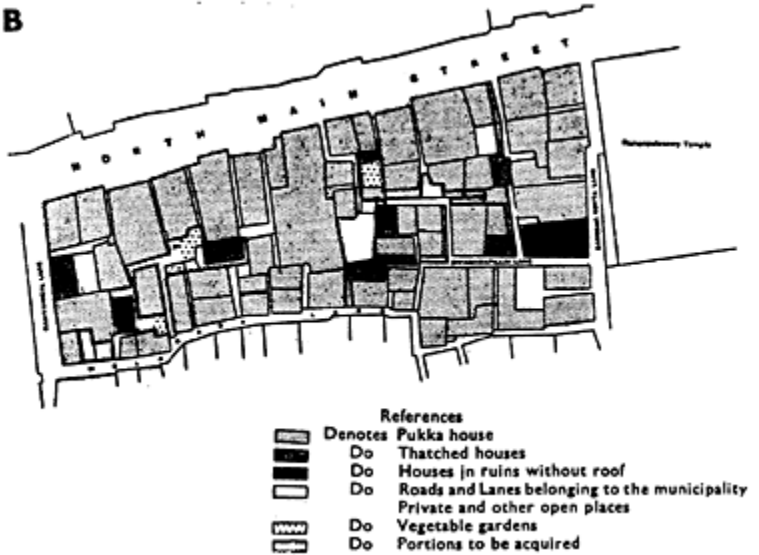 B
NORTH MAIN STREET
References
Denotes Pukka house
Do Thatched houses
Do Houses jn ruins without roof
Do Roads and Lanes belonging to the municipality
Private and other open places
Do Vegetable gardens
Do Portions to be acquired